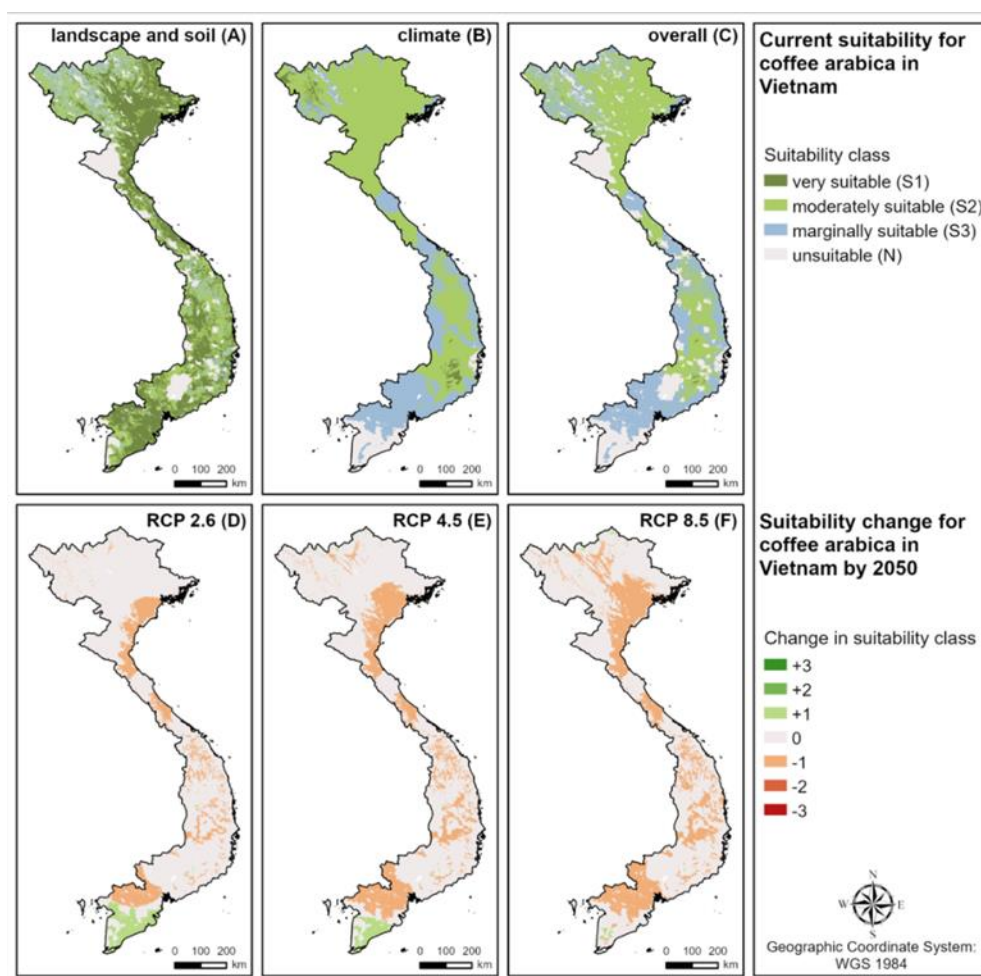 landscape and soil (A)
climate (B)
overall (C)
Current suitability for
coffee arabica in
Vietnam
Suitability class
very suitable (S1)
moderately suitable (S2)
marginally suitable (S3)
unsuitable (N)
0 100 200
km
0 100 200
km
0 100 200
km
RCP 2.6 (D)
RCP 4.5 (E)
RCP 8.5 (F)
Suitability change for
coffee arabica in
Vietnam by 2050
Change in suitability class
+3
+2
+1
0
-1
-2
-3
0 100 200
km
0 100 200
km
0 100 200
km
N
W E
S
Geographic Coordinate System:
WGS 1984